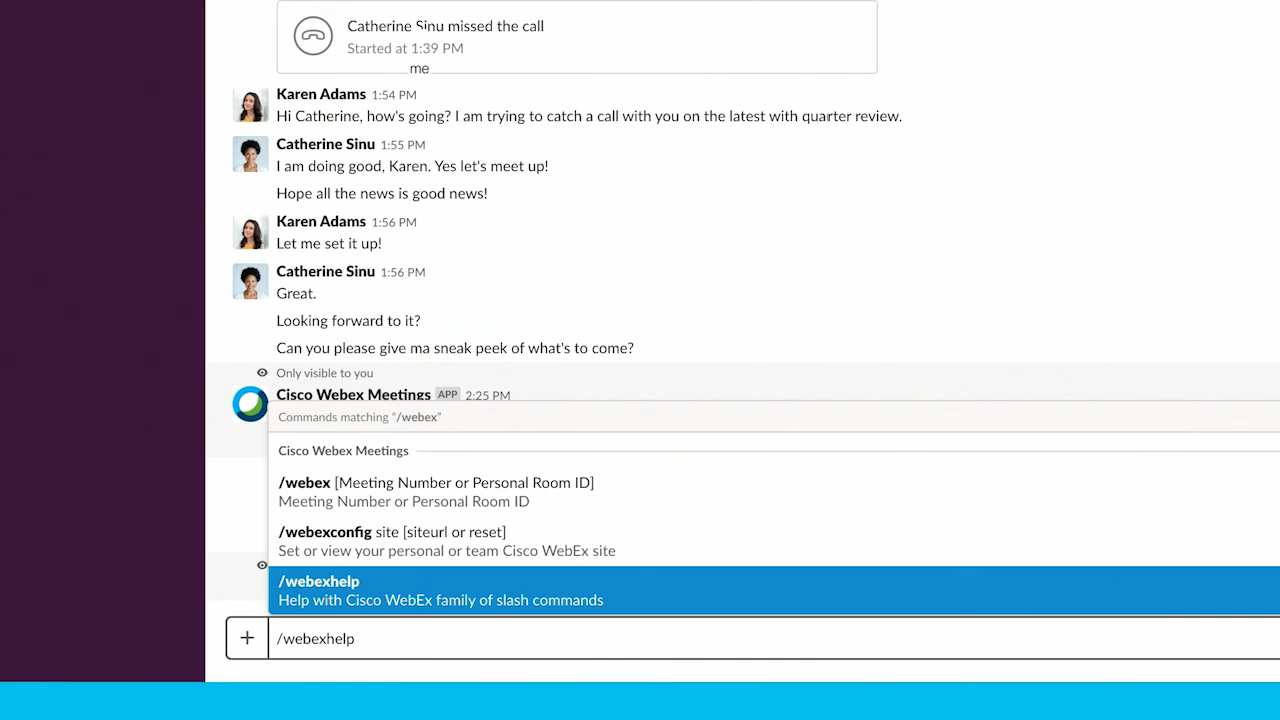 Catherine Sinu missed the call
Started at 1:39 PM
me
Karen Adams 1:54 PM
Hi Catherine, how's going? I am trying to catch a call with you on the latest with quarter review.
Catherine Sinu 1:55 PM
I am doing good, Karen. Yes let's meet up!
Hope all the news is good news!
Karen Adams 1:56 PM
Let me set it up!
Catherine Sinu 1:56 PM
Great.
Looking forward to it?
Can you please give ma sneak peek of what's to come?
Only visible to you
Cisco Webex Meetings APP 2:25 PM
Commands matching "/webex"
Cisco Webex Meetings
/webex [Meeting Number or Personal Room ID]
Meeting Number or Personal Room ID
/webexconfig site [siteurl or reset]
Set or view your personal or team Cisco WebEx site
/webexhelp
Help with Cisco WebEx family of slash commands
+ /webexhelp